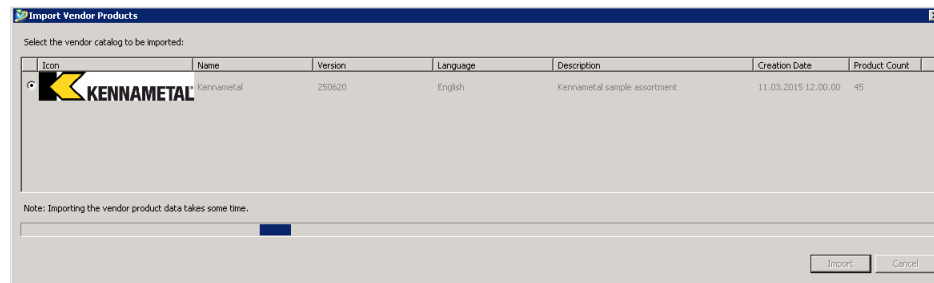 Import Vendor Products
Select the vendor catalog to be imported:
Icon Name Version Language Description Creation Date Product Count
KENNAMETAL® Kennametal 250620 English Kennametal sample assortment 11.03.2015 12.00.00 45
Note: Importing the vendor product data takes some time.
Import Cancel